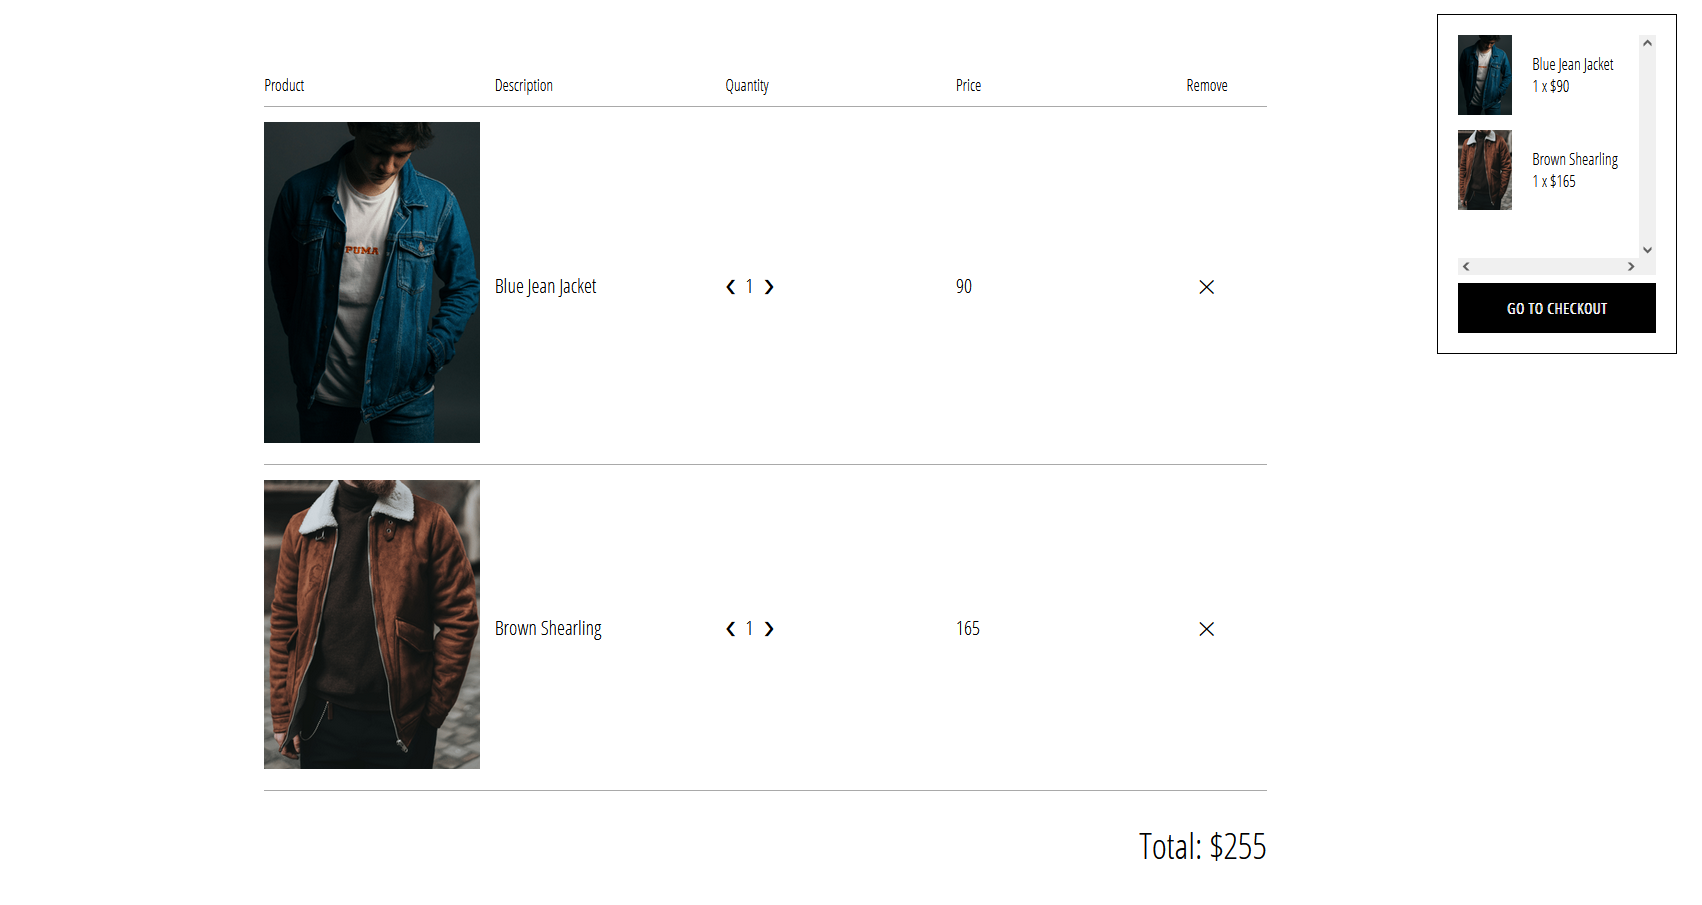 Product Description Quantity Price Remove
PUMA
Blue Jean Jacket ❮ 1 ❯ 90 ✕
Brown Shearling ❮ 1 ❯ 165 ✕
Total: $255
Blue Jean Jacket
1 x $90
Brown Shearling
1 x $165
GO TO CHECKOUT